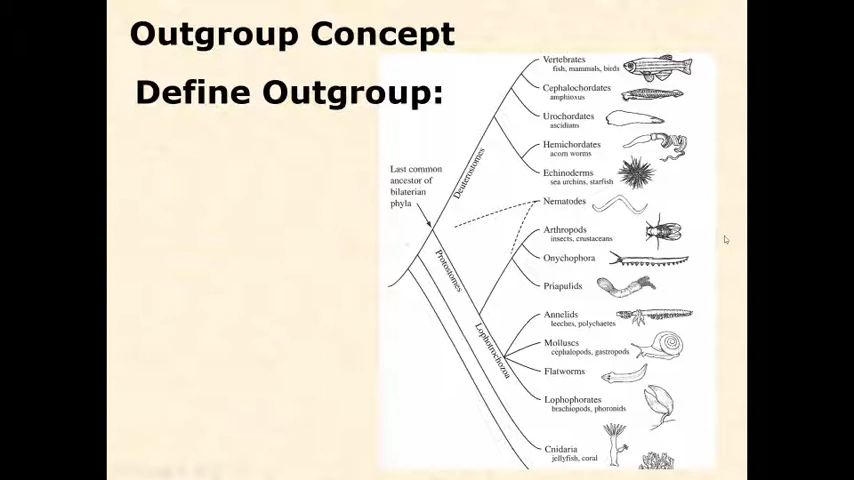 Outgroup Concept
Define Outgroup:
Vertebrates
fish, mammals, birds
Cephalochordates
amphioxus
Urochordates
ascidians
Hemichordates
acorn worms
Echinoderms
sea urchins, starfish
Nematodes
Arthropods
insects, crustaceans
Onychophora
Priapulids
Annelids
leeches, polychaetes
Molluscs
cephalopods, gastropods
Flatworms
Lophophorates
brachiopods, phoronids
Cnidaria
jellyfish, coral
Last common
ancestor of
bilaterian
phyla
Deuterostomes
Protostomes
Lophotrochozoa